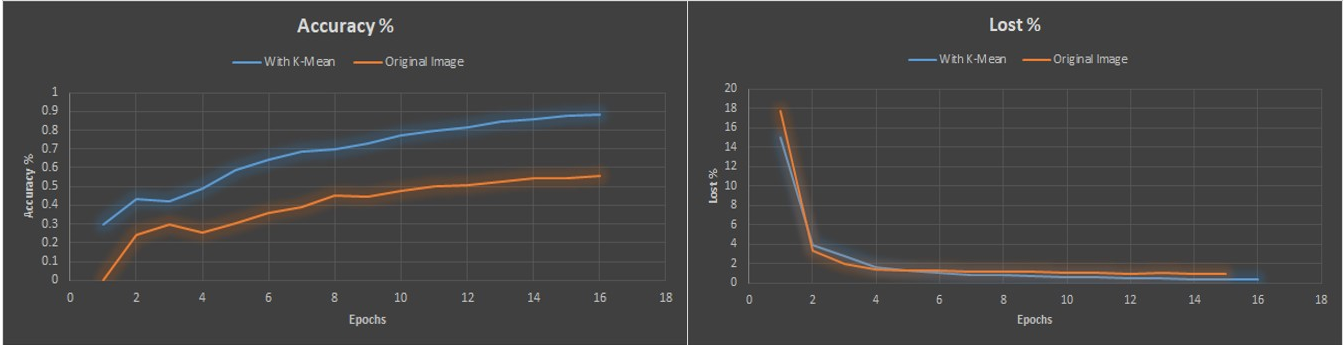 Accuracy %
With K-Mean Original Image
1
0.9
0.8
0.7
0.6
0.5
0.4
0.3
0.2
0.1
0
Accuracy %
0 2 4 6 8 10 12 14 16 18
Epochs
Lost %
With K-Mean Original Image
20
18
16
14
12
10
8
6
4
2
0
Lost %
0 2 4 6 8 10 12 14 16 18
Epochs